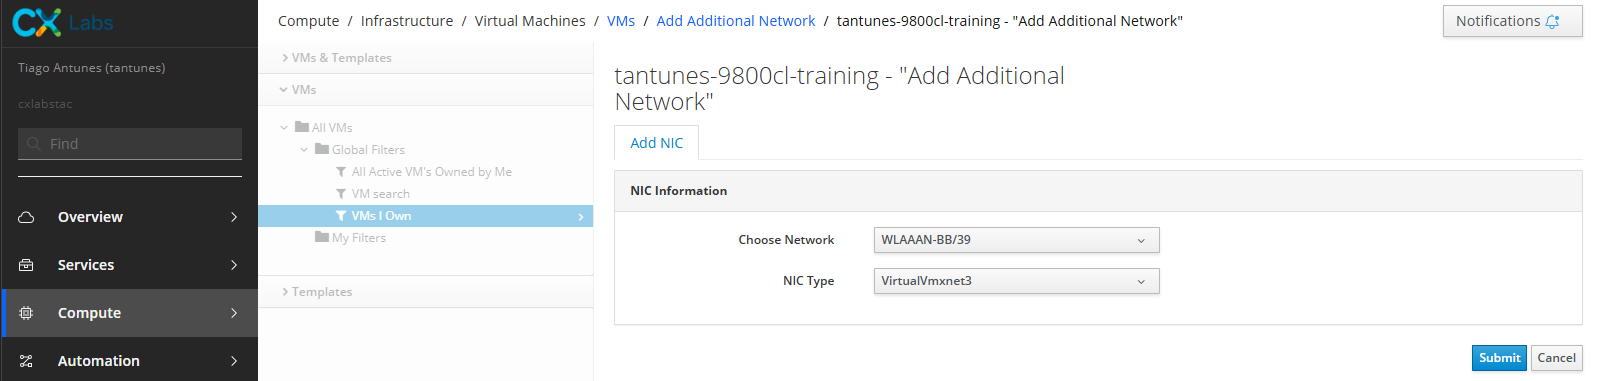 CX Labs
Tiago Antunes (tantunes)
cxlabstac
Find
Overview
Services
Compute
Automation
Compute / Infrastructure / Virtual Machines / VMs / Add Additional Network / tantunes-9800cl-training - "Add Additional Network"
Notifications
VMs & Templates
VMs
All VMs
Global Filters
All Active VM's Owned by Me
VM search
VMs I Own
My Filters
Templates
tantunes-9800cl-training - "Add Additional
Network"
Add NIC
NIC Information
Choose Network WLAAAN-BB/39
NIC Type VirtualVmxnet3
Submit Cancel